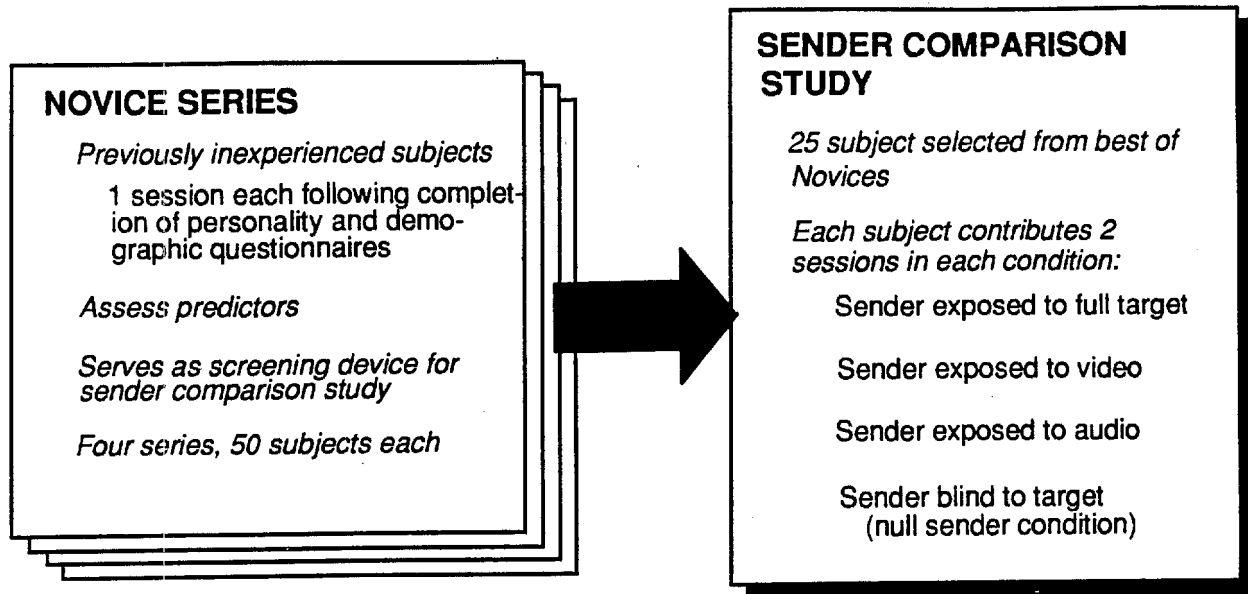 NOVICE SERIES
Previously inexperienced subjects
1 session each following complet-
ion of personality and demo-
graphic questionnaires
Assess predictors
Serves as screening device for
sender comparison study
Four series, 50 subjects each
SENDER COMPARISON
STUDY
25 subject selected from best of
Novices
Each subject contributes 2
sessions in each condition:
Sender exposed to full target
Sender exposed to video
Sender exposed to audio
Sender blind to target
(null sender condition)